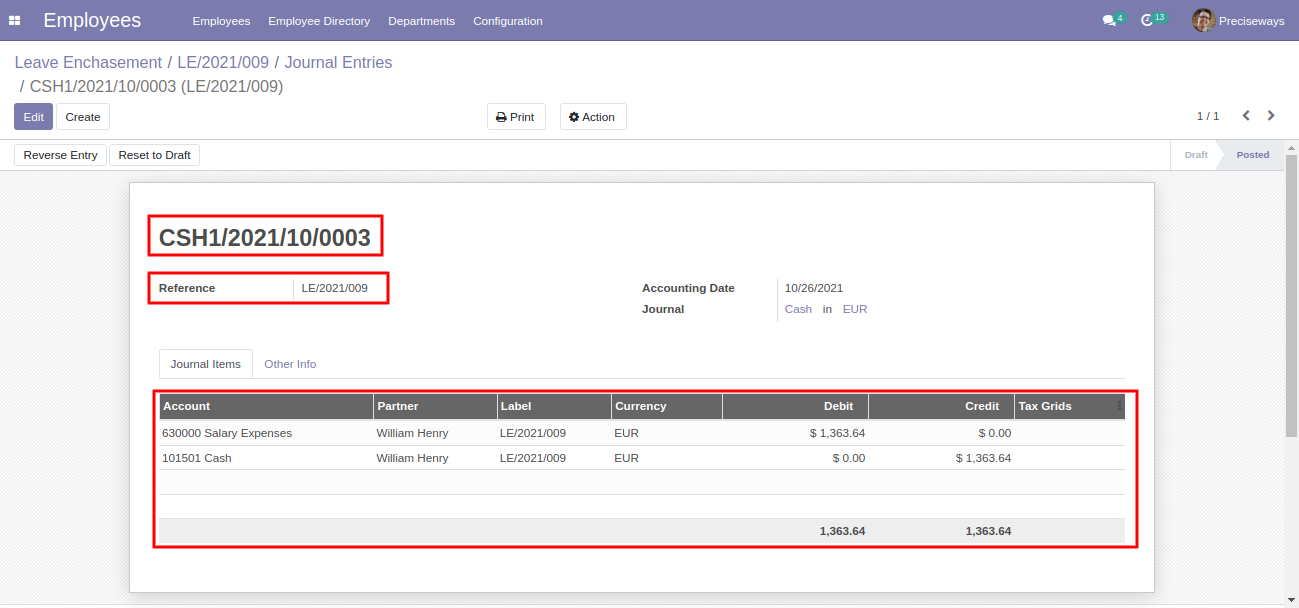 Employees Employees Employee Directory Departments Configuration 4 13 Preciseways
Leave Enchasement / LE/2021/009 / Journal Entries
/ CSH1/2021/10/0003 (LE/2021/009)
Edit Create Print Action 1 / 1
Reverse Entry Reset to Draft Draft Posted
CSH1/2021/10/0003
Reference LE/2021/009 Accounting Date 10/26/2021
Journal Cash in EUR
Journal Items Other Info
Account Partner Label Currency Debit Credit Tax Grids
630000 Salary Expenses William Henry LE/2021/009 EUR $ 1,363.64 $ 0.00
101501 Cash William Henry LE/2021/009 EUR $ 0.00 $ 1,363.64
1,363.64 1,363.64